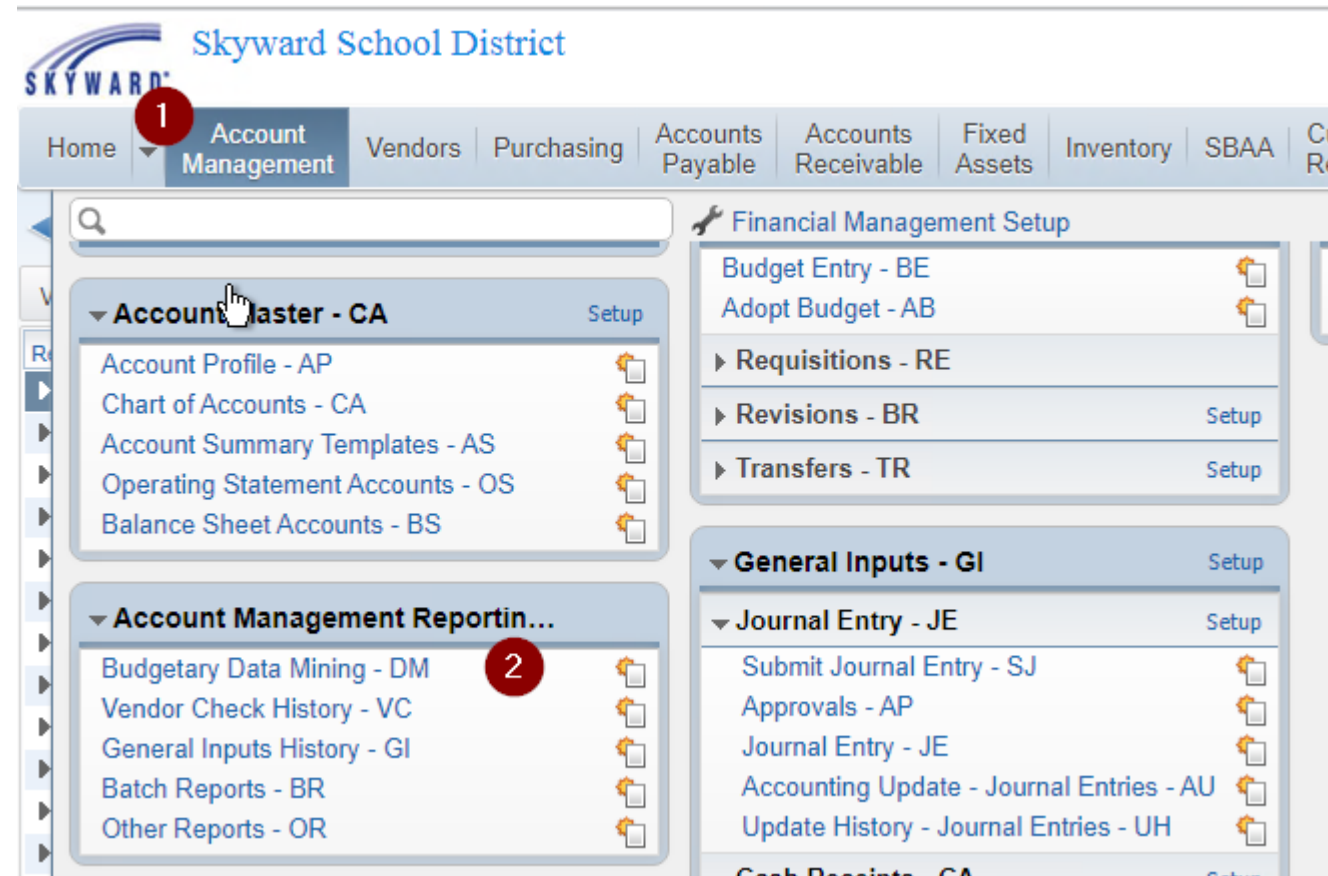 Skyward School District
SKYWARD
1
Home
Account Management
Vendors
Purchasing
Accounts Payable
Accounts Receivable
Fixed Assets
Inventory
SBAA
Financial Management Setup
Account Master - CA Setup
Account Profile - AP
Chart of Accounts - CA
Account Summary Templates - AS
Operating Statement Accounts - OS
Balance Sheet Accounts - BS
Account Management Reportin...
Budgetary Data Mining - DM 2
Vendor Check History - VC
General Inputs History - GI
Batch Reports - BR
Other Reports - OR
Budget Entry - BE
Adopt Budget - AB
Requisitions - RE
Revisions - BR Setup
Transfers - TR Setup
General Inputs - GI Setup
Journal Entry - JE Setup
Submit Journal Entry - SJ
Approvals - AP
Journal Entry - JE
Accounting Update - Journal Entries - AU
Update History - Journal Entries - UH
Cash Receipts - CA Setup